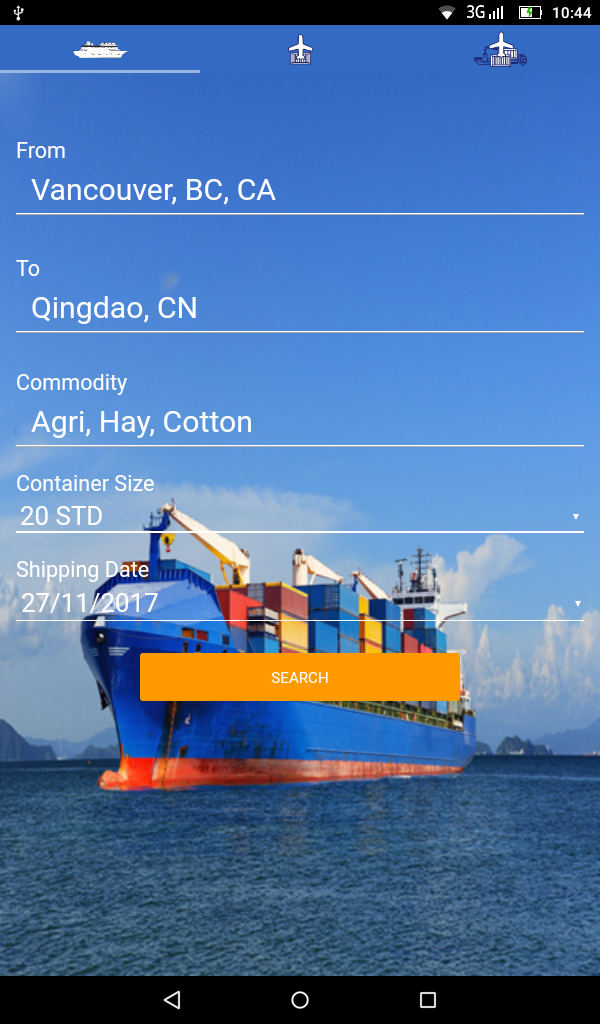 3G 10:44
From
Vancouver, BC, CA
To
Qingdao, CN
Commodity
Agri, Hay, Cotton
Container Size
20 STD
Shipping Date
27/11/2017
SEARCH